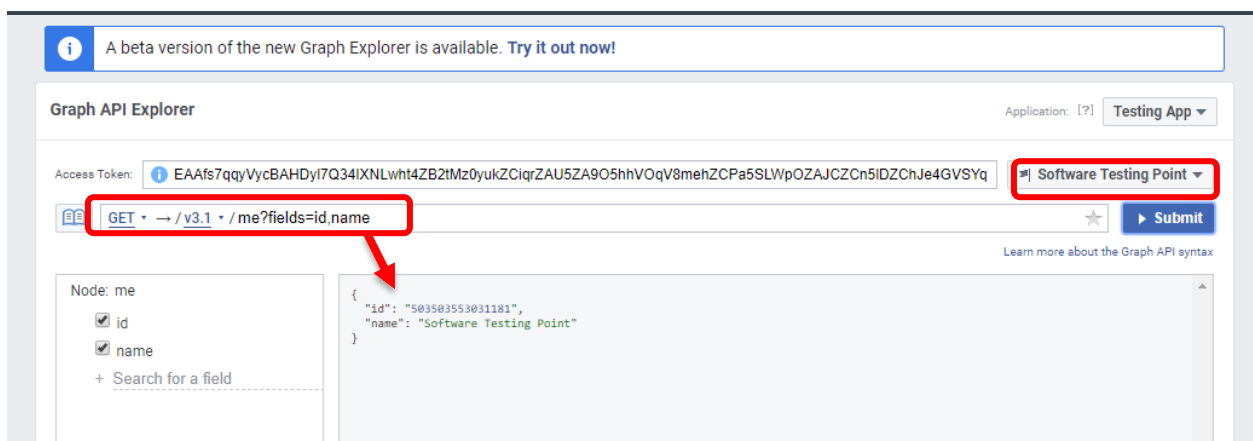 A beta version of the new Graph Explorer is available. Try it out now!
Graph API Explorer
Application: [?] Testing App
Access Token: EAAfs7qqyVycBAHDyI7Q34IXNLwht4ZB2tMz0yukZCiqrZAU5ZA9O5hhVOqV8mehZCPa5SLWpOZAJCZCn5IDZChJe4GVSYq Software Testing Point
GET → / v3.1 / me?fields=id,name Submit
Learn more about the Graph API syntax
Node: me
id
name
+ Search for a field
{
"id": "503503553031181",
"name": "Software Testing Point"
}